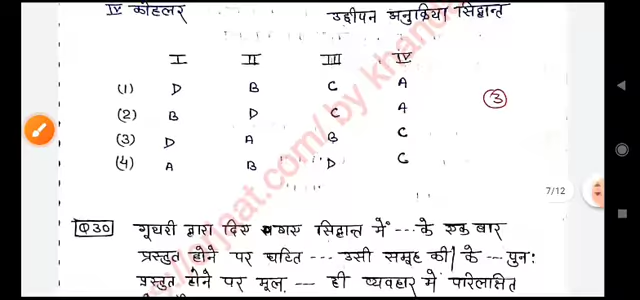 IV कोहलर उद्दीपन अनुक्रिया सिद्धान्त
I II III IV
(1) D B C A
(2) B D C A
(3) D A B C
(4) A B D C
③
7/12
Q30 गुथरी द्वारा दिए गए सिद्धान्त में --- के एक बार
प्रस्तुत होने पर घटित --- उसी समूह की/के --- पुनः
प्रस्तुत होने पर मूल --- ही व्यवहार में परिलक्षित